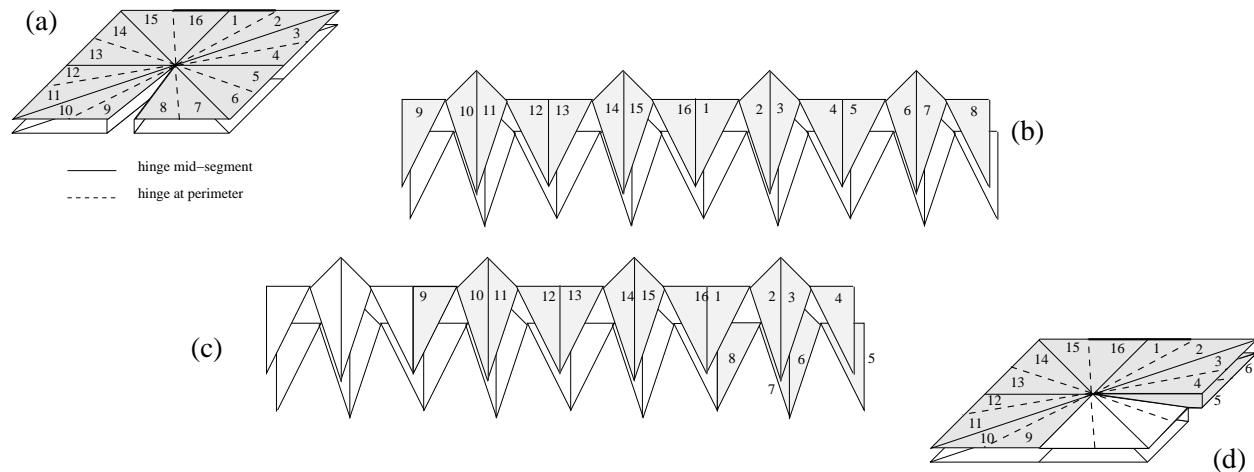 (a)
15 16 1 2
14 3
13 4
12 5
11 6
10 9 8 7
hinge mid-segment
hinge at perimeter
9 10 11 12 13 14 15 16 1 2 3 4 5 6 7 8
(b)
(c)
9 10 11 12 13 14 15 16 1 2 3 4
8 7 6 5
15 16 1 2
14 3 6
13 4 5
12
11
10 9
(d)